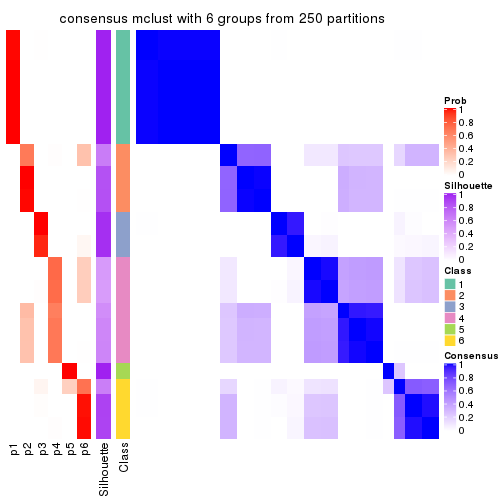 consensus mclust with 6 groups from 250 partitions
Prob
1
0.8
0.6
0.4
0.2
0
Silhouette
1
0.8
0.6
0.4
0.2
0
Class
1
2
3
4
5
6
Consensus
1
0.8
0.6
0.4
0.2
0
p1
p2
p3
p4
p5
p6
Silhouette
Class